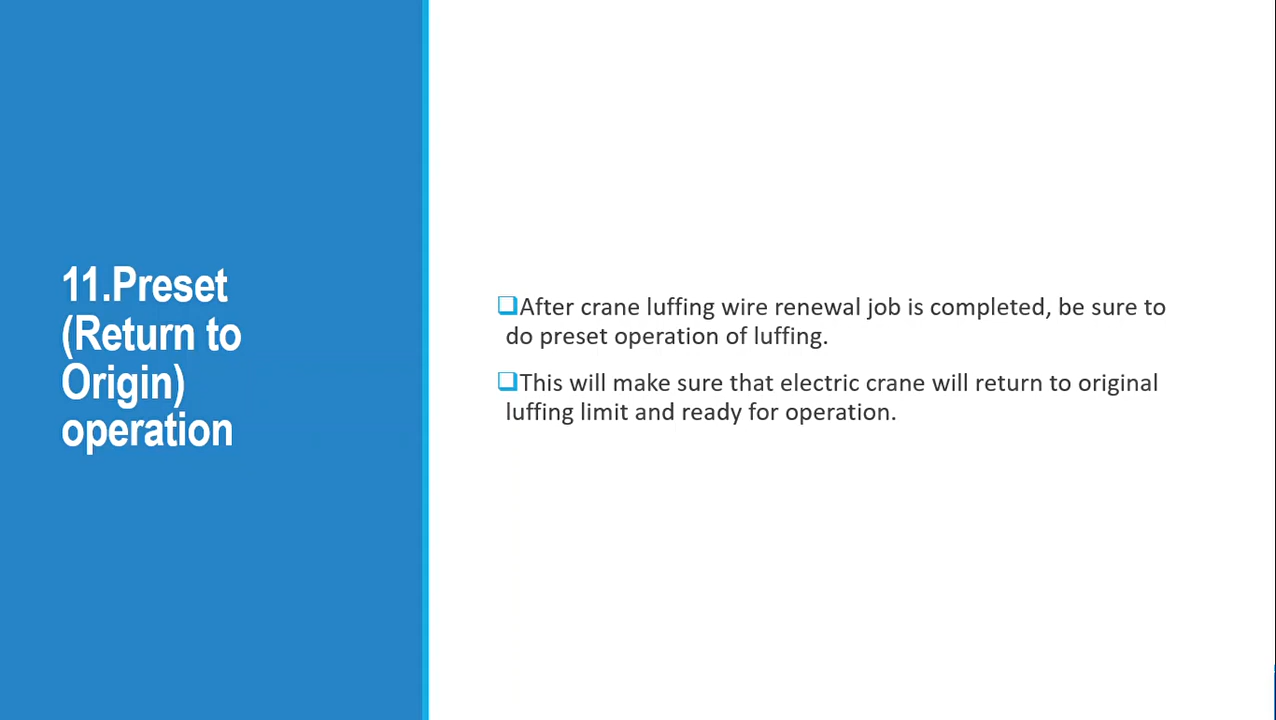 11.Preset
(Return to
Origin)
operation
After crane luffing wire renewal job is completed, be sure to
do preset operation of luffing.
This will make sure that electric crane will return to original
luffing limit and ready for operation.